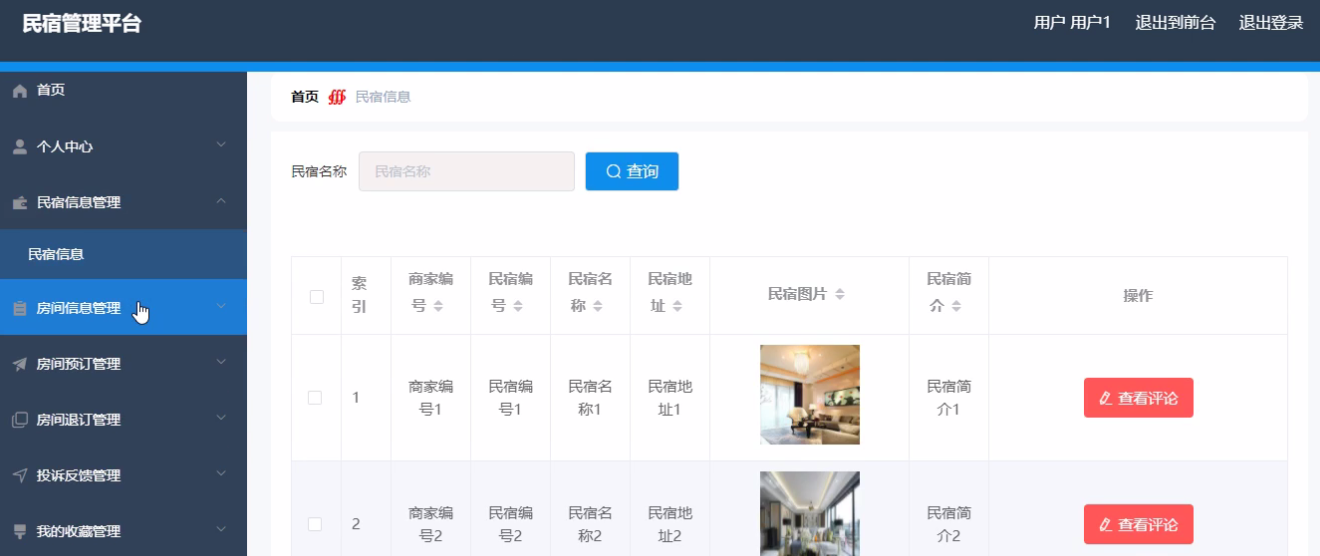 民宿管理平台
用户 用户1 退出到前台 退出登录
首页
个人中心
民宿信息管理
民宿信息
房间信息管理
房间预订管理
房间退订管理
投诉反馈管理
我的收藏管理
首页 民宿信息
民宿名称 民宿名称 查询
索引 商家编号 民宿编号 民宿名称 民宿地址 民宿图片 民宿简介 操作
1 商家编号1 民宿编号1 民宿名称1 民宿地址1 民宿简介1 查看评论
2 商家编号2 民宿编号2 民宿名称2 民宿地址2 民宿简介2 查看评论